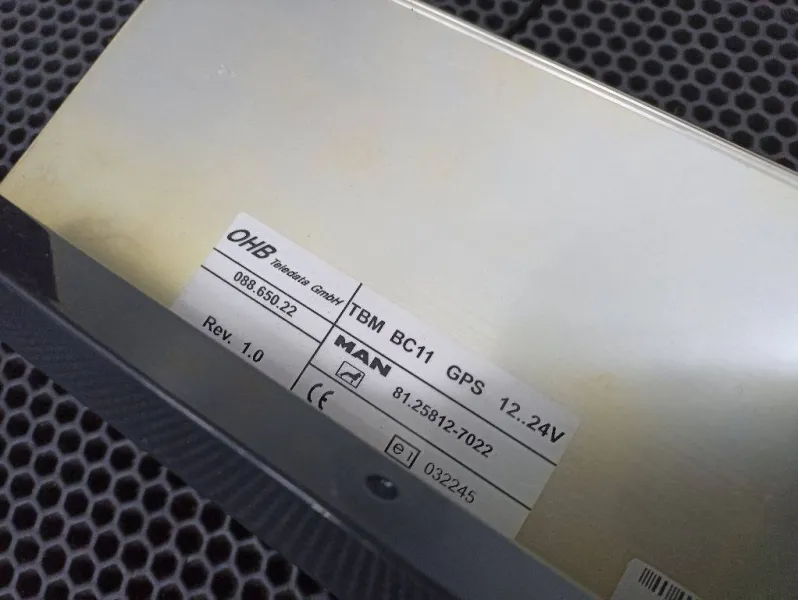 OHB Teledata GmbH
TBM BC11 GPS 12..24V
088.650.22
MAN 81.25812-7022
Rev. 1.0
CE
e1 032245